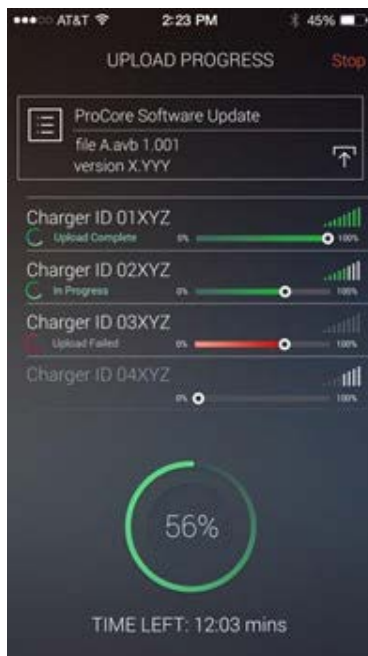 AT&T 2:23 PM 45%
UPLOAD PROGRESS Stop
ProCore Software Update
file A.avb 1.001
version X.YYY
Charger ID 01XYZ
Upload Complete 0% 100%
Charger ID 02XYZ
In Progress 0% 100%
Charger ID 03XYZ
Upload Failed 0% 100%
Charger ID 04XYZ
0% 100%
56%
TIME LEFT: 12:03 mins